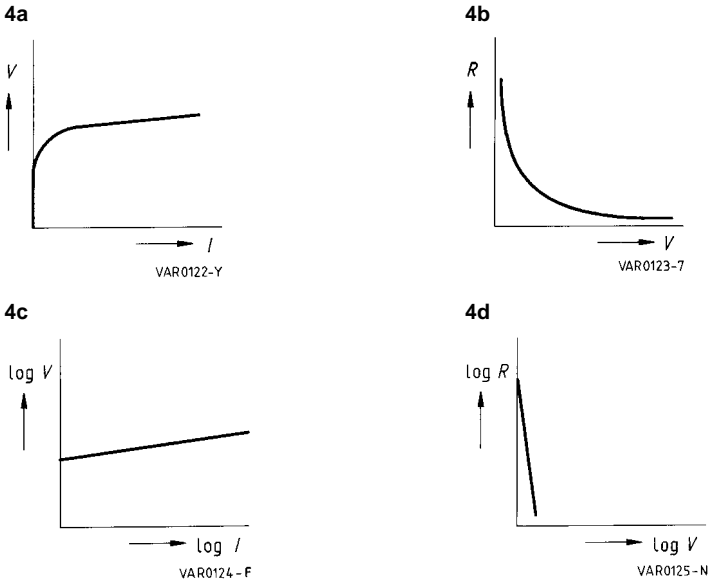 4a
V
I
VAR0122-Y
4b
R
V
VAR0123-7
4c
log V
log I
VAR0124-F
4d
log R
log V
VAR0125-N